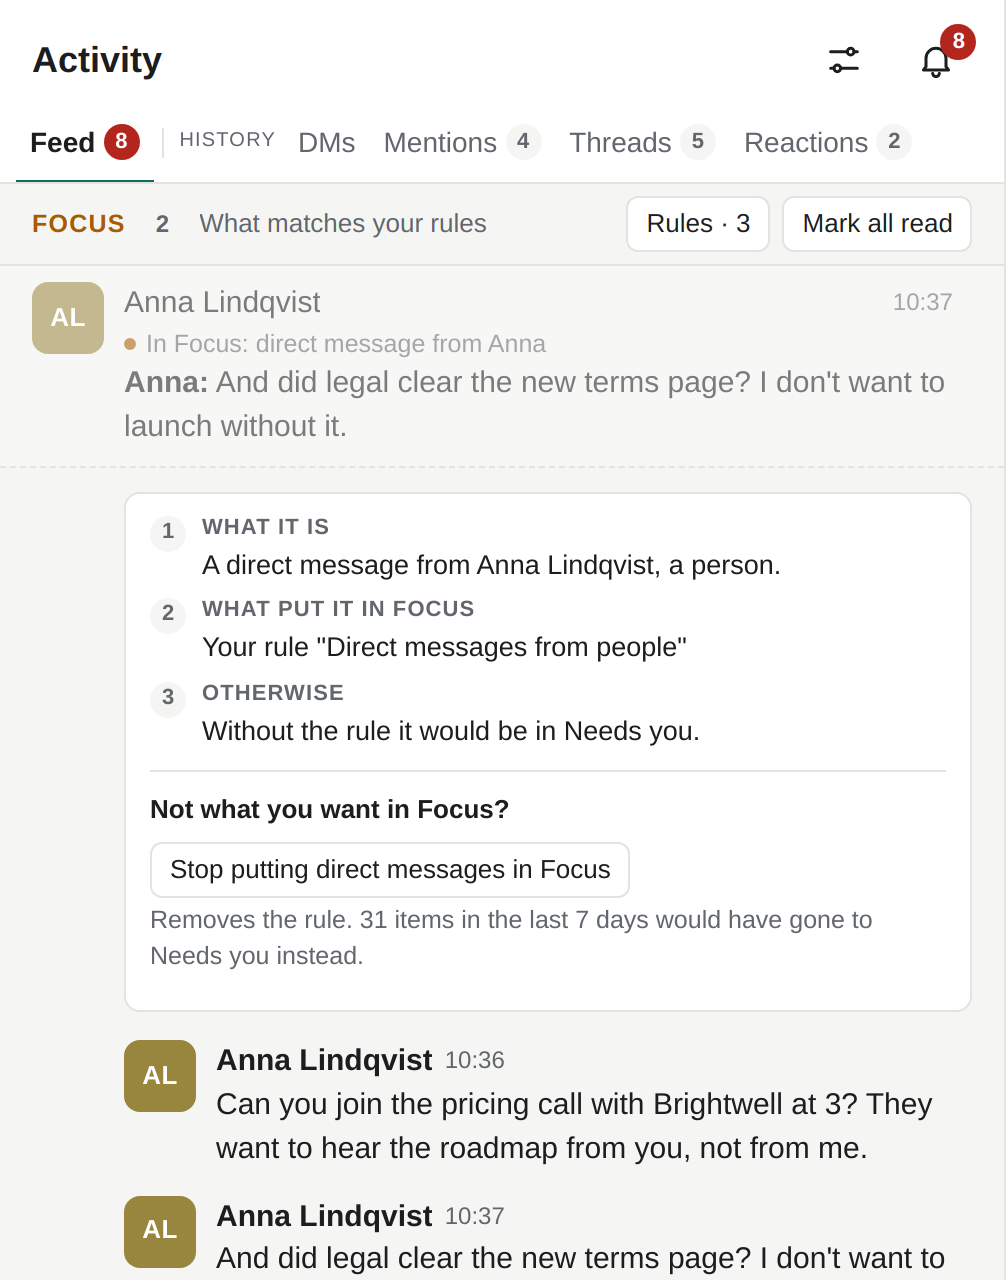 Activity
8
Feed 8 HISTORY DMs Mentions 4 Threads 5 Reactions 2
FOCUS 2 What matches your rules Rules · 3 Mark all read
AL Anna Lindqvist 10:37
In Focus: direct message from Anna
Anna: And did legal clear the new terms page? I don't want to
launch without it.
1 WHAT IT IS
A direct message from Anna Lindqvist, a person.
2 WHAT PUT IT IN FOCUS
Your rule "Direct messages from people"
3 OTHERWISE
Without the rule it would be in Needs you.
Not what you want in Focus?
Stop putting direct messages in Focus
Removes the rule. 31 items in the last 7 days would have gone to
Needs you instead.
AL Anna Lindqvist 10:36
Can you join the pricing call with Brightwell at 3? They
want to hear the roadmap from you, not from me.
AL Anna Lindqvist 10:37
And did legal clear the new terms page? I don't want to